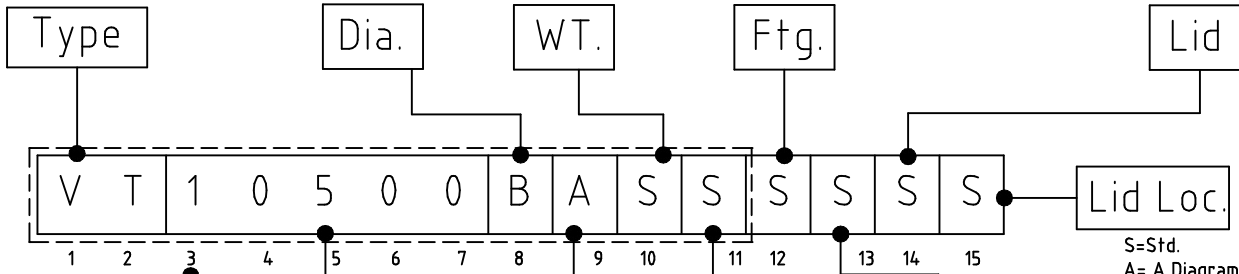 Type Dia. WT. Ftg. Lid
V T 1 0 5 0 0 B A S S S S S S
Lid Loc.
1 2 3 4 5 6 7 8 9 10 11 12 13 14 15
S=Std.
A= A Diagram